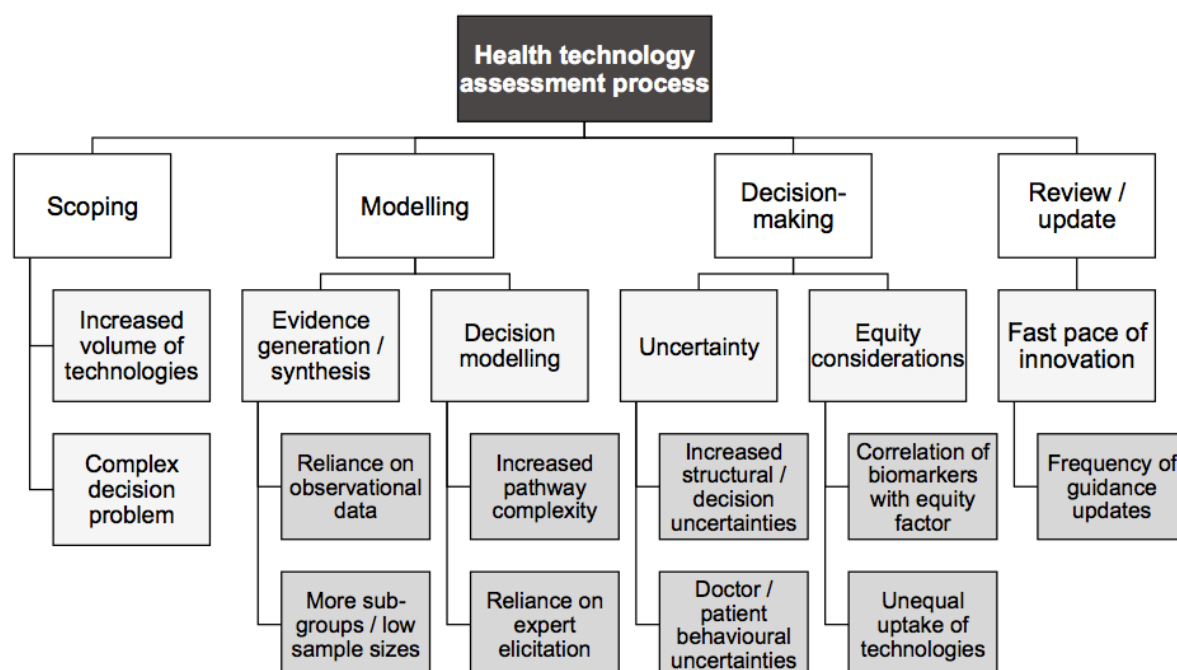 Health technology
assessment process
Scoping
Modelling
Decision-
making
Review /
update
Increased
volume of
technologies
Evidence
generation /
synthesis
Decision
modelling
Uncertainty
Equity
considerations
Fast pace of
innovation
Complex
decision
problem
Reliance on
observational
data
Increased
pathway
complexity
Increased
structural /
decision
uncertainties
Correlation of
biomarkers
with equity
factor
Frequency of
guidance
updates
More sub-
groups / low
sample sizes
Reliance on
expert
elicitation
Doctor /
patient
behavioural
uncertainties
Unequal
uptake of
technologies